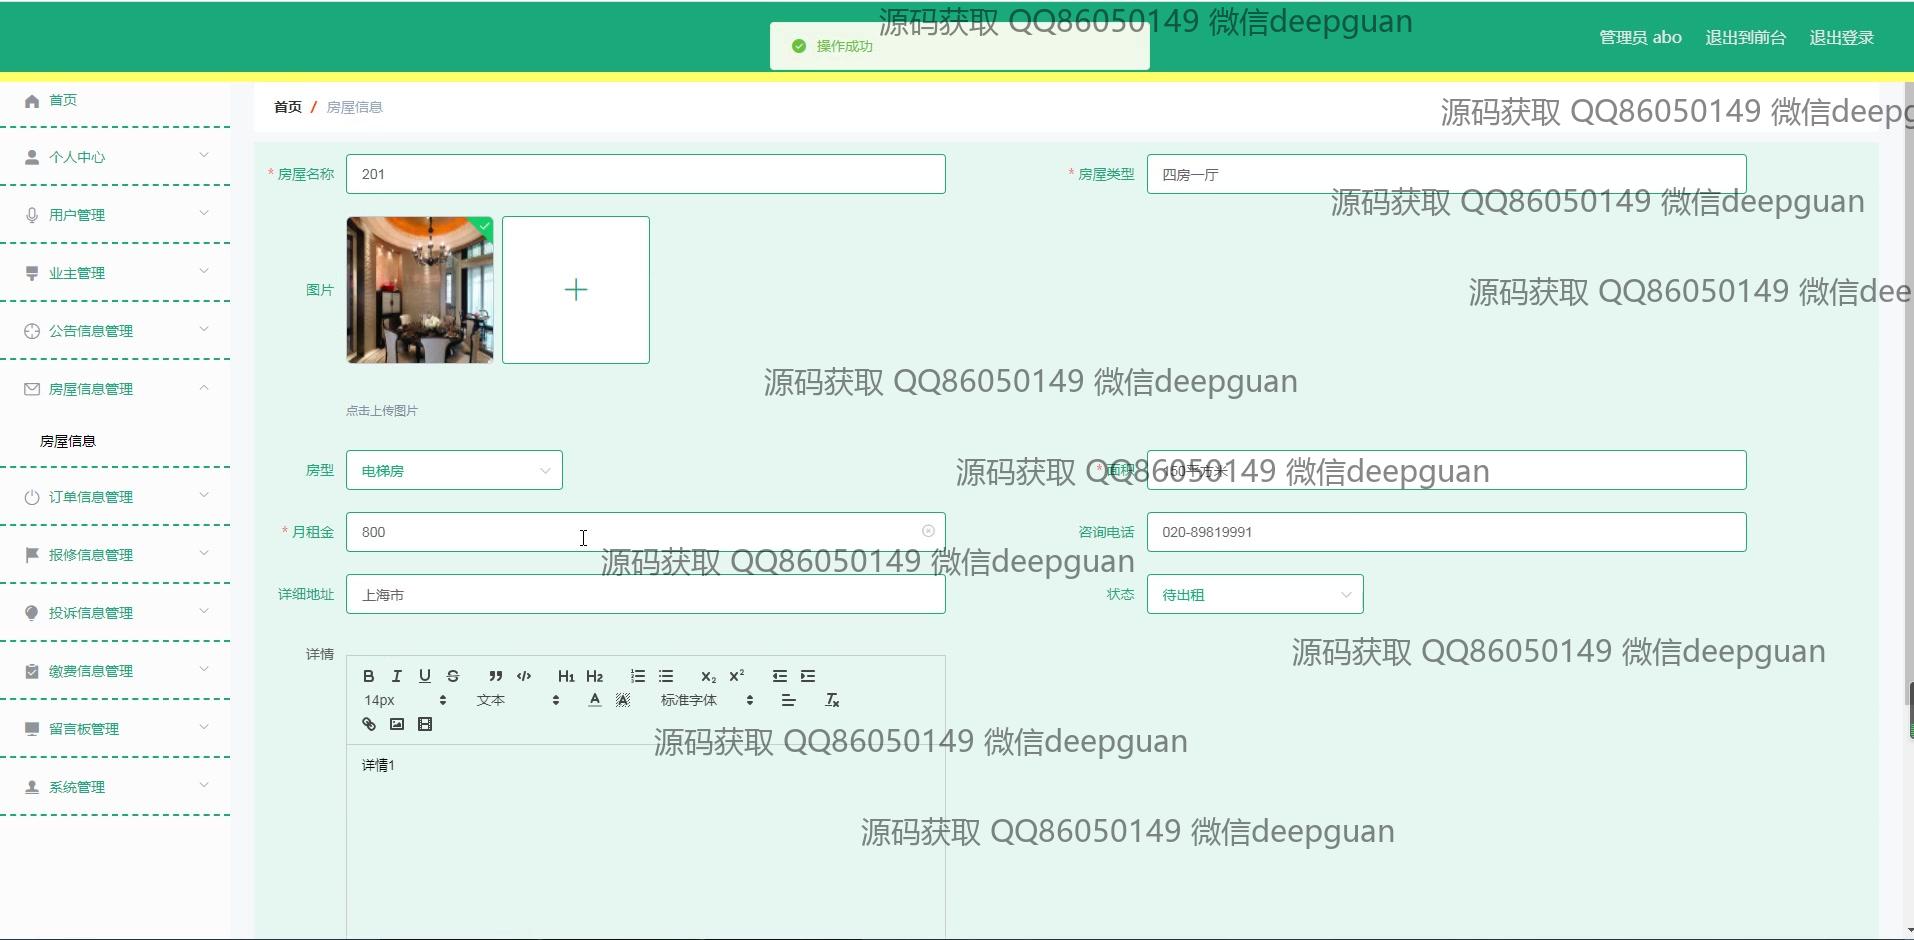 源码获取 QQ86050149 微信deepguan
操作成功
管理员 abo 退出到前台 退出登录
首页
首页 / 房屋信息
源码获取 QQ86050149 微信deepg
个人中心
* 房屋名称 201
* 房屋类型 四房一厅
源码获取 QQ86050149 微信deepguan
用户管理
业主管理
图片
源码获取 QQ86050149 微信dee
公告信息管理
房屋信息管理
源码获取 QQ86050149 微信deepguan
点击上传图片
房屋信息
房型 电梯房
* 面积 150平方米
源码获取 QQ86050149 微信deepguan
订单信息管理
* 月租金 800
咨询电话 020-89819991
报修信息管理
源码获取 QQ86050149 微信deepguan
详细地址 上海市
状态 待出租
投诉信息管理
详情
源码获取 QQ86050149 微信deepguan
缴费信息管理
B I U S H1 H2 X2 X2
14px 文本 A A 标准字体 Tx
留言板管理
源码获取 QQ86050149 微信deepguan
详情1
系统管理
源码获取 QQ86050149 微信deepguan